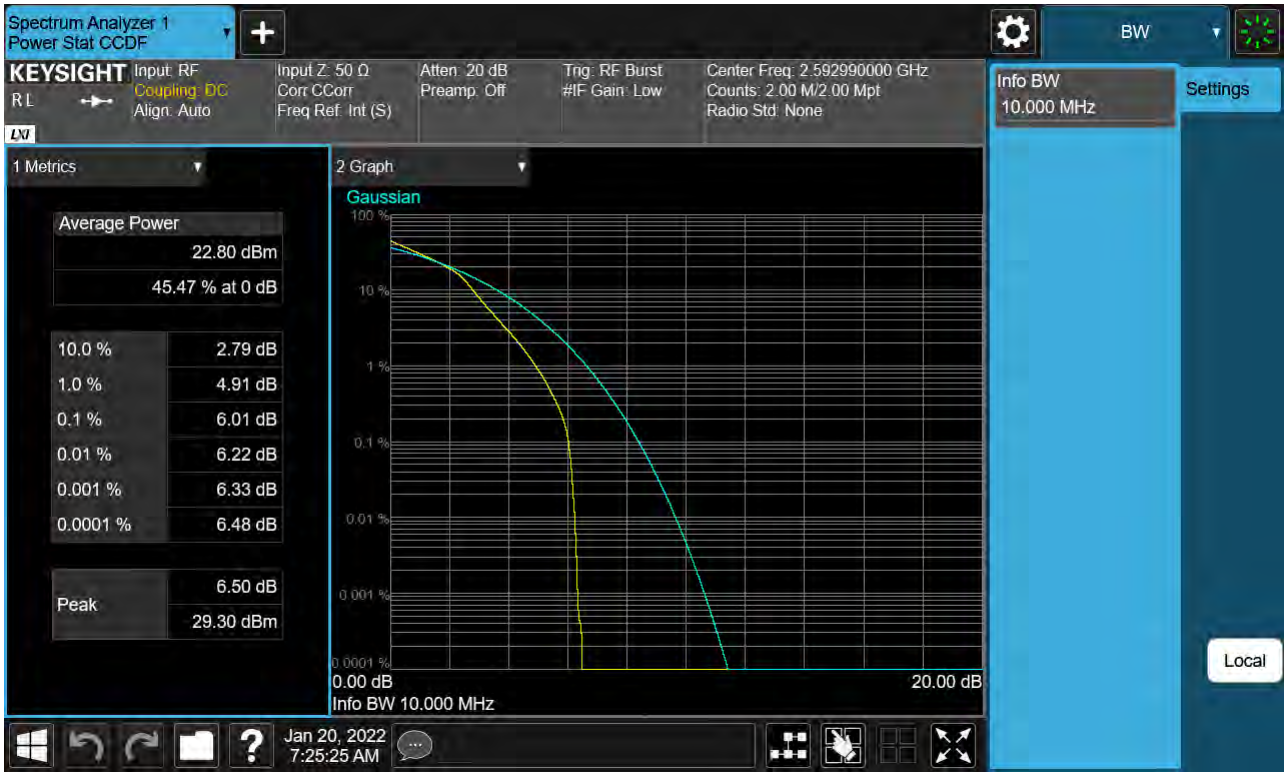 Spectrum Analyzer 1
Power Stat CCDF
+
BW
KEYSIGHT
RL
LXI
Input: RF
Coupling: DC
Align: Auto
Input Z: 50 Ω
Corr CCorr
Freq Ref: Int (S)
Atten: 20 dB
Preamp: Off
Trig: RF Burst
#IF Gain: Low
Center Freq: 2.592990000 GHz
Counts: 2.00 M/2.00 Mpt
Radio Std: None
Info BW
10.000 MHz
Settings
1 Metrics
Average Power
22.80 dBm
45.47 % at 0 dB
10.0 % 2.79 dB
1.0 % 4.91 dB
0.1 % 6.01 dB
0.01 % 6.22 dB
0.001 % 6.33 dB
0.0001 % 6.48 dB
Peak 6.50 dB
29.30 dBm
2 Graph
Gaussian
100 %
10 %
1 %
0.1 %
0.01 %
0.001 %
0.0001 %
0.00 dB 20.00 dB
Info BW 10.000 MHz
Local
?
Jan 20, 2022
7:25:25 AM